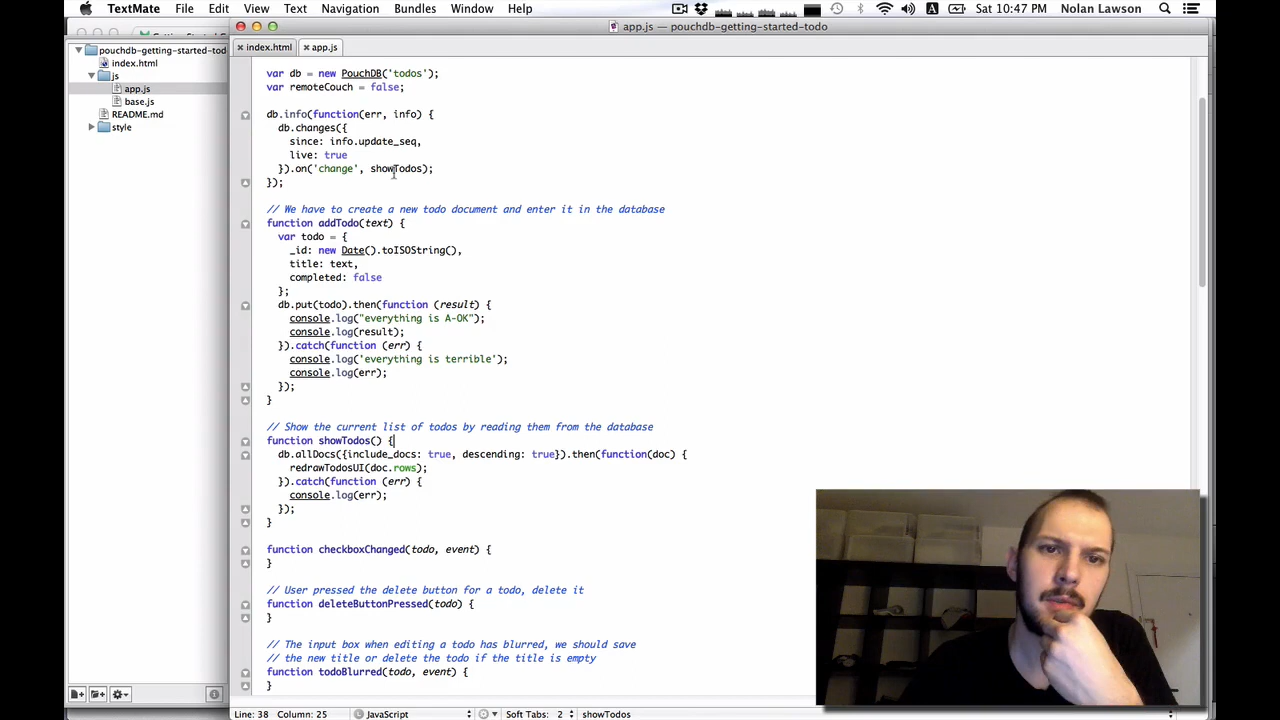 TextMate File Edit View Text Navigation Bundles Window Help Sat 10:47 PM Nolan Lawson
app.js — pouchdb-getting-started-todo
index.html app.js
pouchdb-getting-started-tod
index.html
js
app.js
base.js
README.md
style
var db = new PouchDB('todos');
var remoteCouch = false;
db.info(function(err, info) {
db.changes({
since: info.update_seq,
live: true
}).on('change', showTodos);
});
// We have to create a new todo document and enter it in the database
function addTodo(text) {
var todo = {
_id: new Date().toISOString(),
title: text,
completed: false
};
db.put(todo).then(function (result) {
console.log("everything is A-OK");
console.log(result);
}).catch(function (err) {
console.log('everything is terrible');
console.log(err);
});
}
// Show the current list of todos by reading them from the database
function showTodos() {
db.allDocs({include_docs: true, descending: true}).then(function(doc) {
redrawTodosUI(doc.rows);
}).catch(function (err) {
console.log(err);
});
}
function checkboxChanged(todo, event) {
}
// User pressed the delete button for a todo, delete it
function deleteButtonPressed(todo) {
}
// The input box when editing a todo has blurred, we should save
// the new title or delete the todo if the title is empty
function todoBlurred(todo, event) {
}
Line: 38 Column: 25 JavaScript Soft Tabs: 2 showTodos